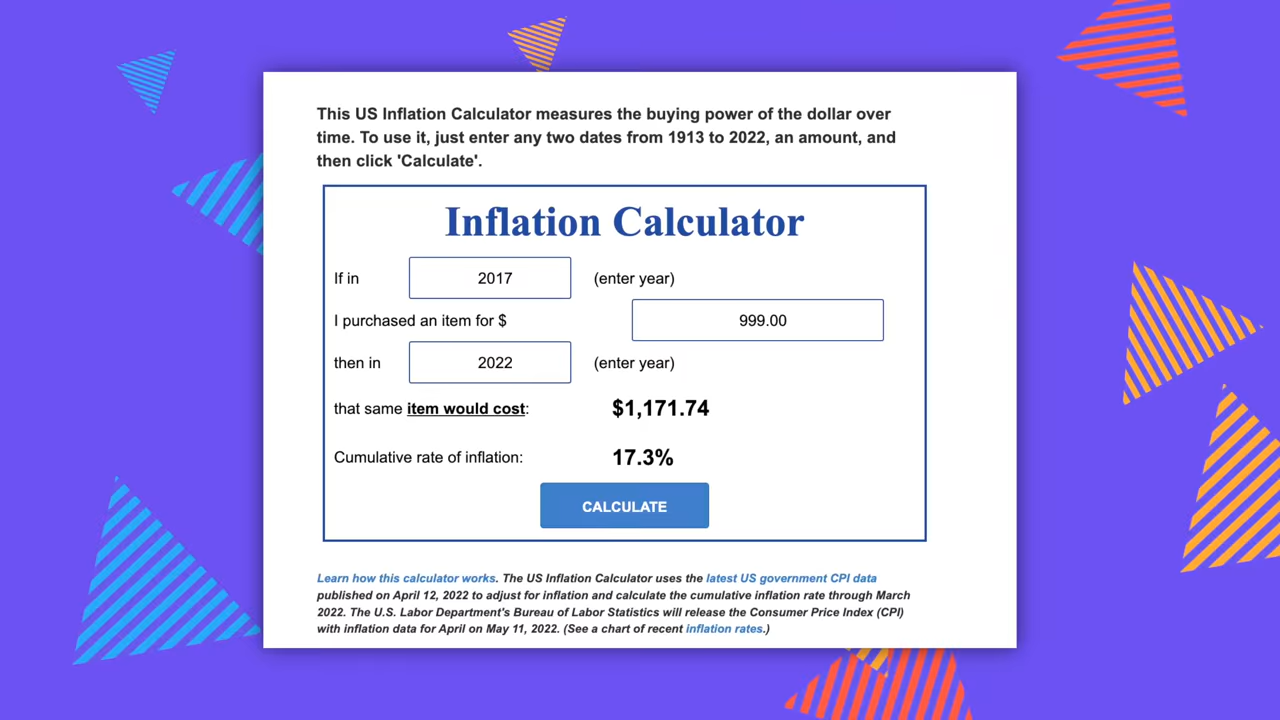 This US Inflation Calculator measures the buying power of the dollar over
time. To use it, just enter any two dates from 1913 to 2022, an amount, and
then click 'Calculate'.
Inflation Calculator
If in 2017 (enter year)
I purchased an item for $ 999.00
then in 2022 (enter year)
that same item would cost: $1,171.74
Cumulative rate of inflation: 17.3%
CALCULATE
Learn how this calculator works. The US Inflation Calculator uses the latest US government CPI data
published on April 12, 2022 to adjust for inflation and calculate the cumulative inflation rate through March
2022. The U.S. Labor Department's Bureau of Labor Statistics will release the Consumer Price Index (CPI)
with inflation data for April on May 11, 2022. (See a chart of recent inflation rates.)